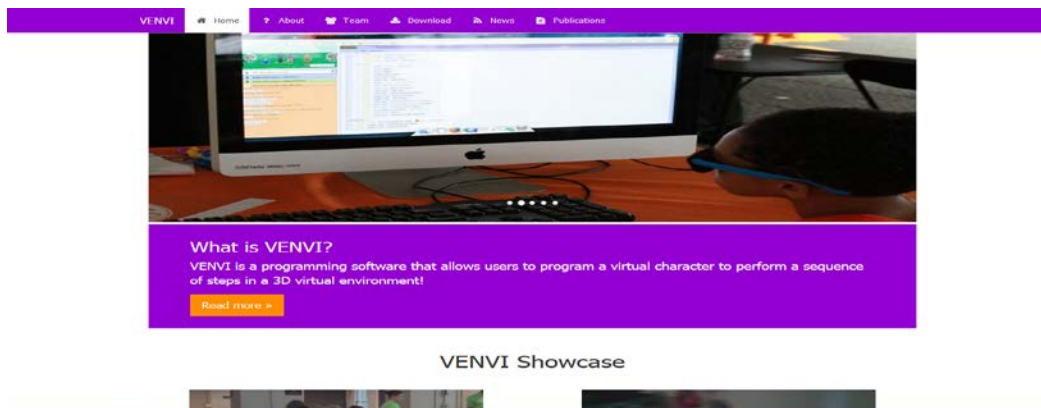 VENVI Home ? About Team Download News Publications
What is VENVI?
VENVI is a programming software that allows users to program a virtual character to perform a sequence
of steps in a 3D virtual environment!
Read more »
VENVI Showcase